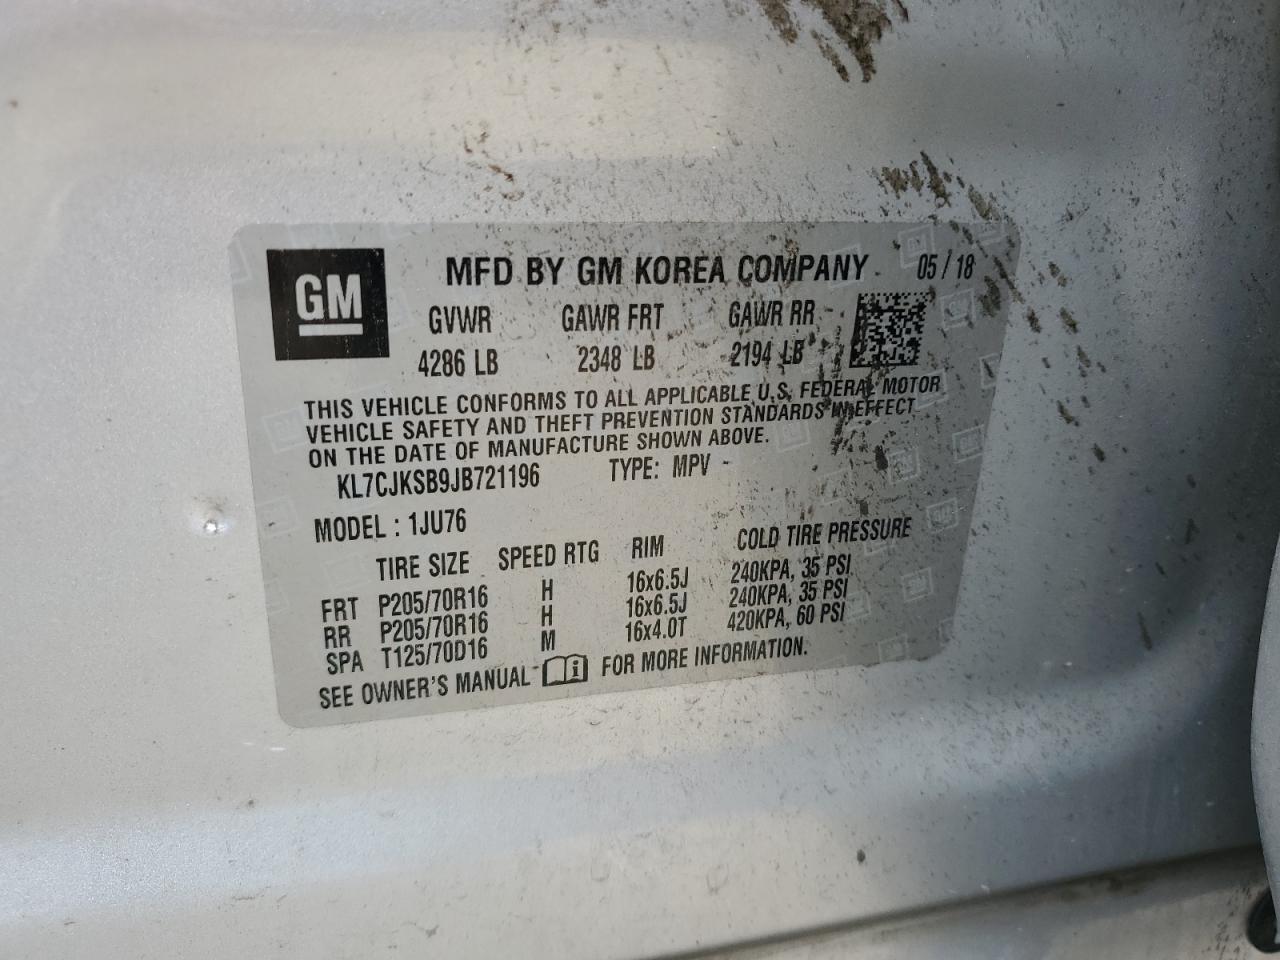 GM
MFD BY GM KOREA COMPANY 05/18
GVWR GAWR FRT GAWR RR
4286 LB 2348 LB 2194 LB
THIS VEHICLE CONFORMS TO ALL APPLICABLE U.S. FEDERAL MOTOR
VEHICLE SAFETY AND THEFT PREVENTION STANDARDS IN EFFECT
ON THE DATE OF MANUFACTURE SHOWN ABOVE.
KL7CJKSB9JB721196 TYPE: MPV
MODEL : 1JU76
TIRE SIZE SPEED RTG RIM COLD TIRE PRESSURE
FRT P205/70R16 H 16x6.5J 240KPA, 35 PSI
RR P205/70R16 H 16x6.5J 240KPA, 35 PSI
SPA T125/70D16 M 16x4.0T 420KPA, 60 PSI
SEE OWNER'S MANUAL FOR MORE INFORMATION.